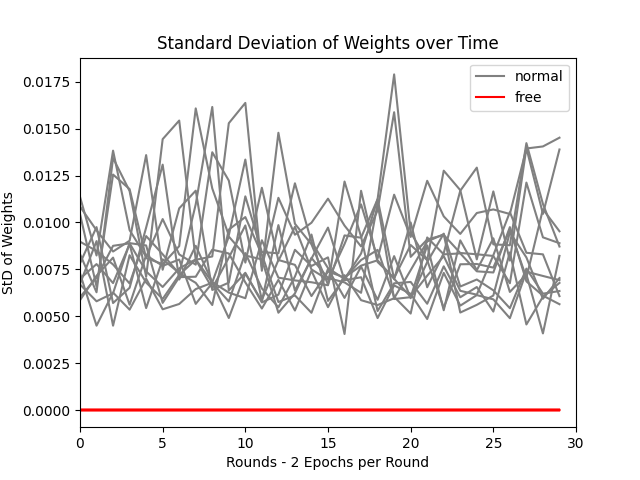 Standard Deviation of Weights over Time
normal
free
StD of Weights
0.0175
0.0150
0.0125
0.0100
0.0075
0.0050
0.0025
0.0000
0 5 10 15 20 25 30
Rounds - 2 Epochs per Round